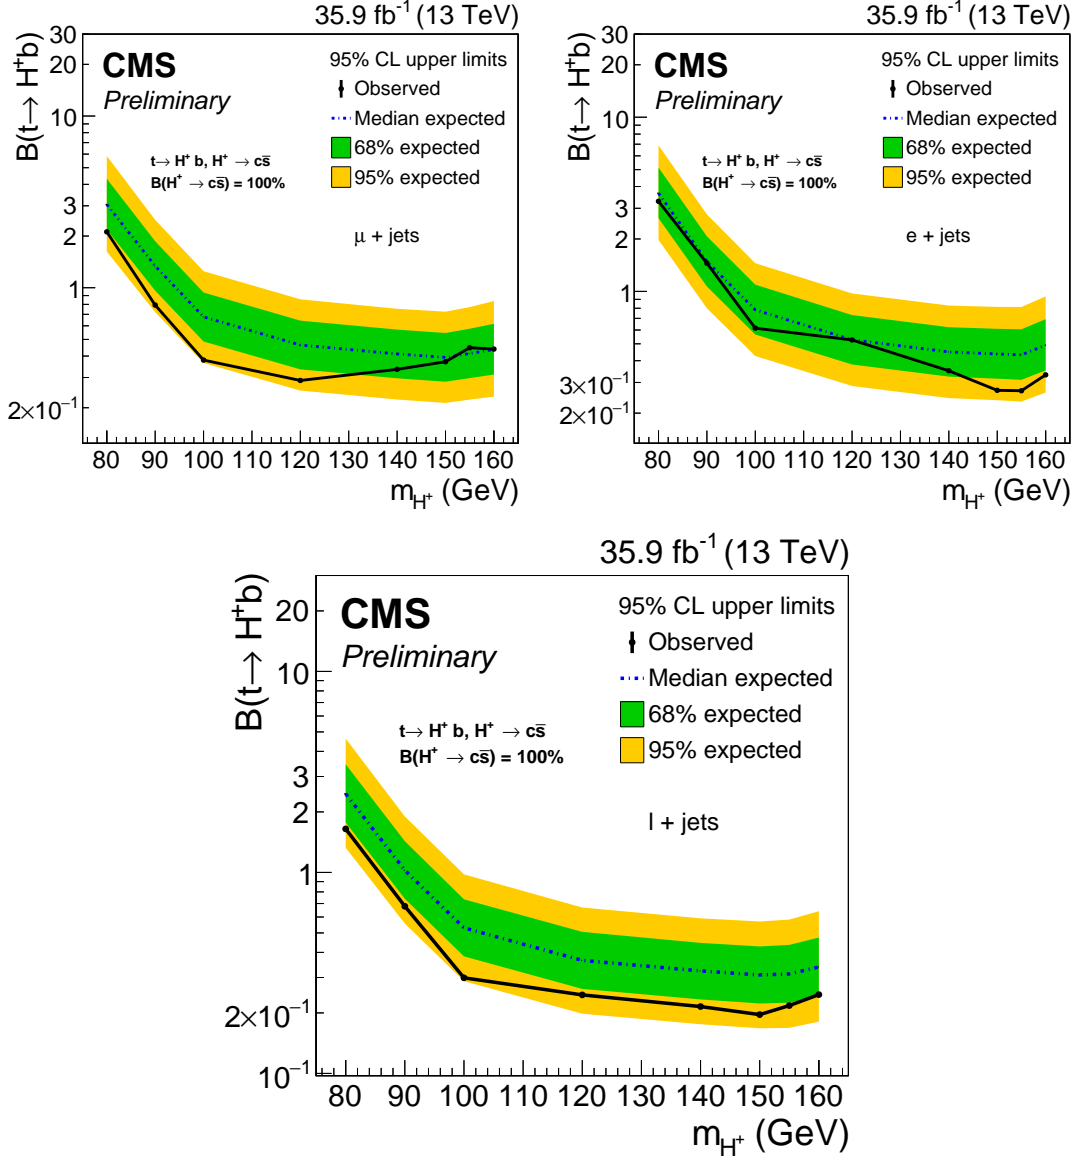 35.9 fb⁻¹ (13 TeV)
B(t→ H⁺b)
30
20
10
3
2
1
2×10⁻¹
CMS
Preliminary
95% CL upper limits
Observed
Median expected
68% expected
95% expected
t→ H⁺ b, H⁺ → cs̅
B(H⁺ → cs̅) = 100%
μ + jets
80 90 100 110 120 130 140 150 160
m_H⁺ (GeV)
35.9 fb⁻¹ (13 TeV)
B(t→ H⁺b)
30
20
10
3
2
1
3×10⁻¹
2×10⁻¹
CMS
Preliminary
95% CL upper limits
Observed
Median expected
68% expected
95% expected
t→ H⁺ b, H⁺ → cs̅
B(H⁺ → cs̅) = 100%
e + jets
80 90 100 110 120 130 140 150 160
m_H⁺ (GeV)
35.9 fb⁻¹ (13 TeV)
B(t→ H⁺b)
20
10
3
2
1
2×10⁻¹
10⁻¹
CMS
Preliminary
95% CL upper limits
Observed
Median expected
68% expected
95% expected
t→ H⁺ b, H⁺ → cs̅
B(H⁺ → cs̅) = 100%
l + jets
80 90 100 110 120 130 140 150 160
m_H⁺ (GeV)